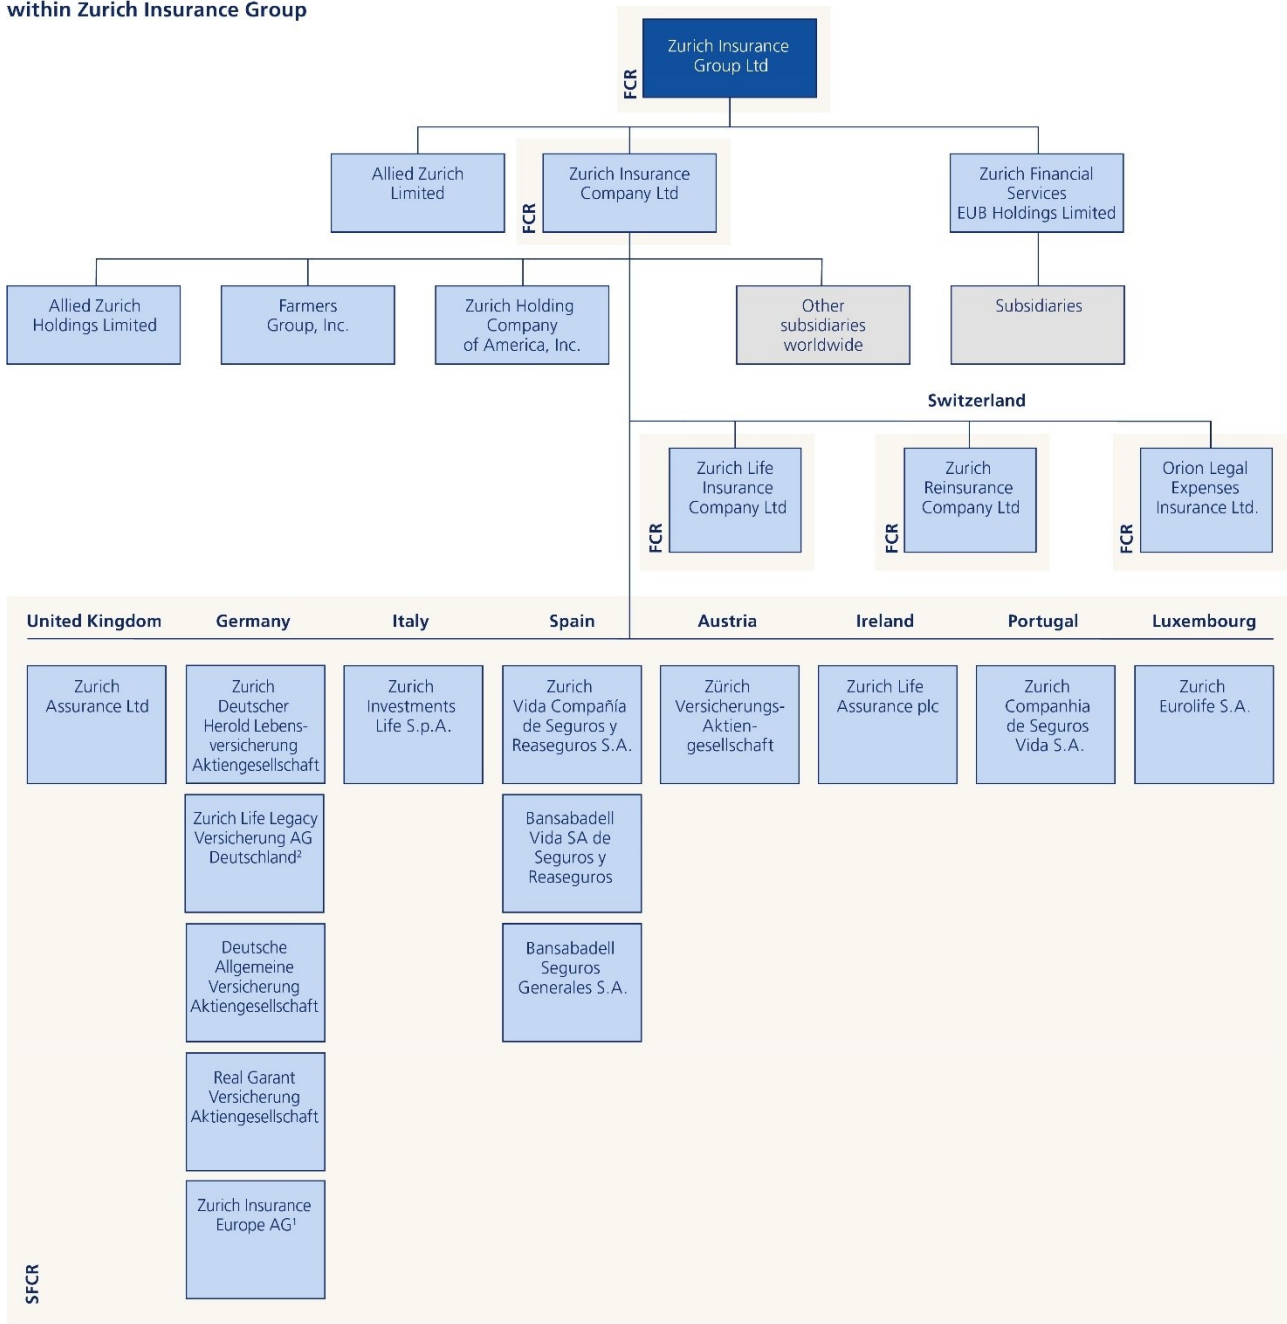 within Zurich Insurance Group
Zurich Insurance
Group Ltd
FCR
Allied Zurich
Limited
Zurich Insurance
Company Ltd
FCR
Zurich Financial
Services
EUB Holdings Limited
Allied Zurich
Holdings Limited
Farmers
Group, Inc.
Zurich Holding
Company
of America, Inc.
Other
subsidiaries
worldwide
Subsidiaries
Switzerland
Zurich Life
Insurance
Company Ltd
FCR
Zurich
Reinsurance
Company Ltd
FCR
Orion Legal
Expenses
Insurance Ltd.
FCR
United Kingdom
Germany
Italy
Spain
Austria
Ireland
Portugal
Luxembourg
Zurich
Assurance Ltd
Zurich
Deutscher
Herold Lebens-
versicherung
Aktiengesellschaft
Zurich
Investments
Life S.p.A.
Zurich
Vida Compañía
de Seguros y
Reaseguros S.A.
Zürich
Versicherungs-
Aktien-
gesellschaft
Zurich Life
Assurance plc
Zurich
Companhia
de Seguros
Vida S.A.
Zurich
Eurolife S.A.
Zurich Life Legacy
Versicherung AG
Deutschland²
Bansabadell
Vida SA de
Seguros y
Reaseguros
Deutsche
Allgemeine
Versicherung
Aktiengesellschaft
Bansabadell
Seguros
Generales S.A.
Real Garant
Versicherung
Aktiengesellschaft
Zurich Insurance
Europe AG¹
SFCR